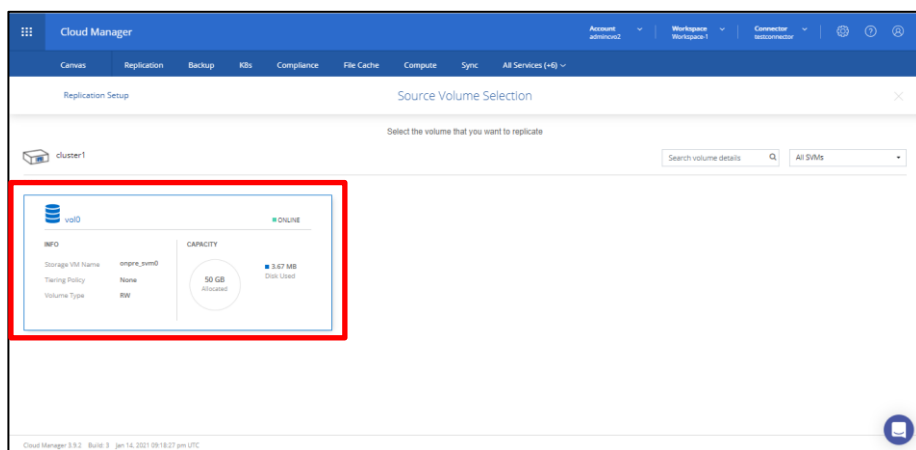 Cloud Manager
Account
admincvo2
Workspace
Workspace-1
Connector
testconnector
Canvas Replication Backup K8s Compliance File Cache Compute Sync All Services (+6)
Replication Setup
Source Volume Selection
Select the volume that you want to replicate
cluster1
Search volume details
All SVMs
vol0
ONLINE
INFO
CAPACITY
Storage VM Name onpre_svm0
Tiering Policy None
Volume Type RW
50 GB
Allocated
3.67 MB
Disk Used
Cloud Manager 3.9.2 Build: 3 Jan 14, 2021 09:18:27 pm UTC